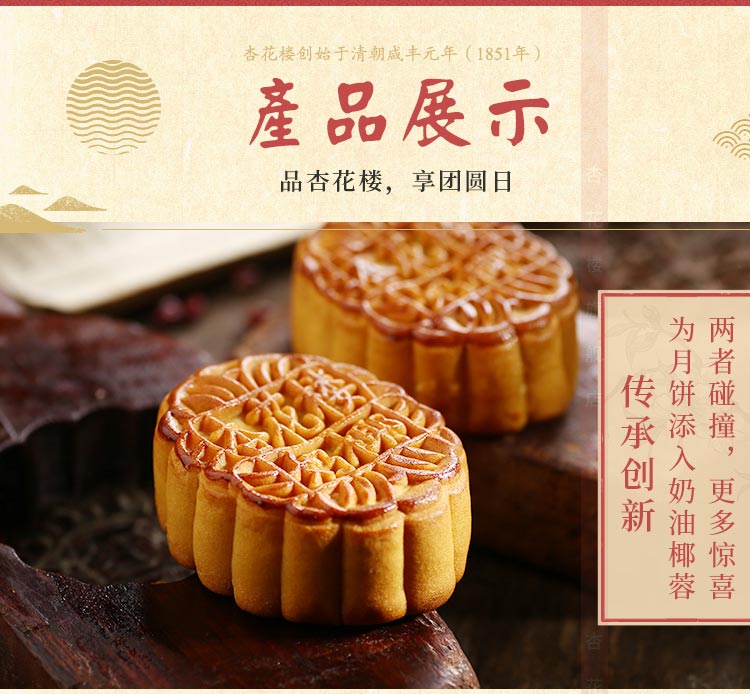 杏花楼创始于清朝咸丰元年（1851年）
產品展示
品杏花楼，享团圆日
两者碰撞，更多惊喜
为月饼添入奶油椰蓉
传承创新